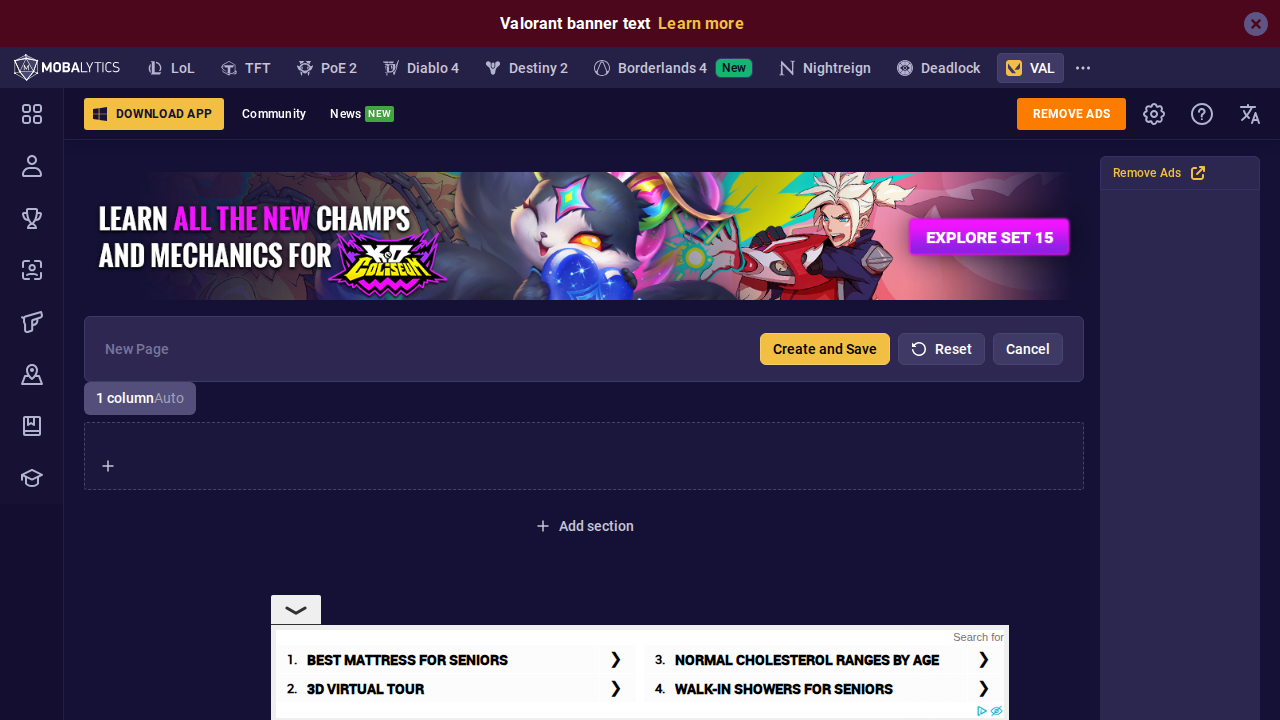 Valorant banner text Learn more
MOBALYTICS
LoL
TFT
PoE 2
Diablo 4
Destiny 2
Borderlands 4 New
Nightreign
Deadlock
VAL
DOWNLOAD APP
Community
News NEW
REMOVE ADS
Remove Ads
LEARN ALL THE NEW CHAMPS
AND MECHANICS FOR
K.O.
COLISEUM
EXPLORE SET 15
New Page
Create and Save
Reset
Cancel
1 columnAuto
Add section
Search for
1. BEST MATTRESS FOR SENIORS
2. 3D VIRTUAL TOUR
3. NORMAL CHOLESTEROL RANGES BY AGE
4. WALK-IN SHOWERS FOR SENIORS